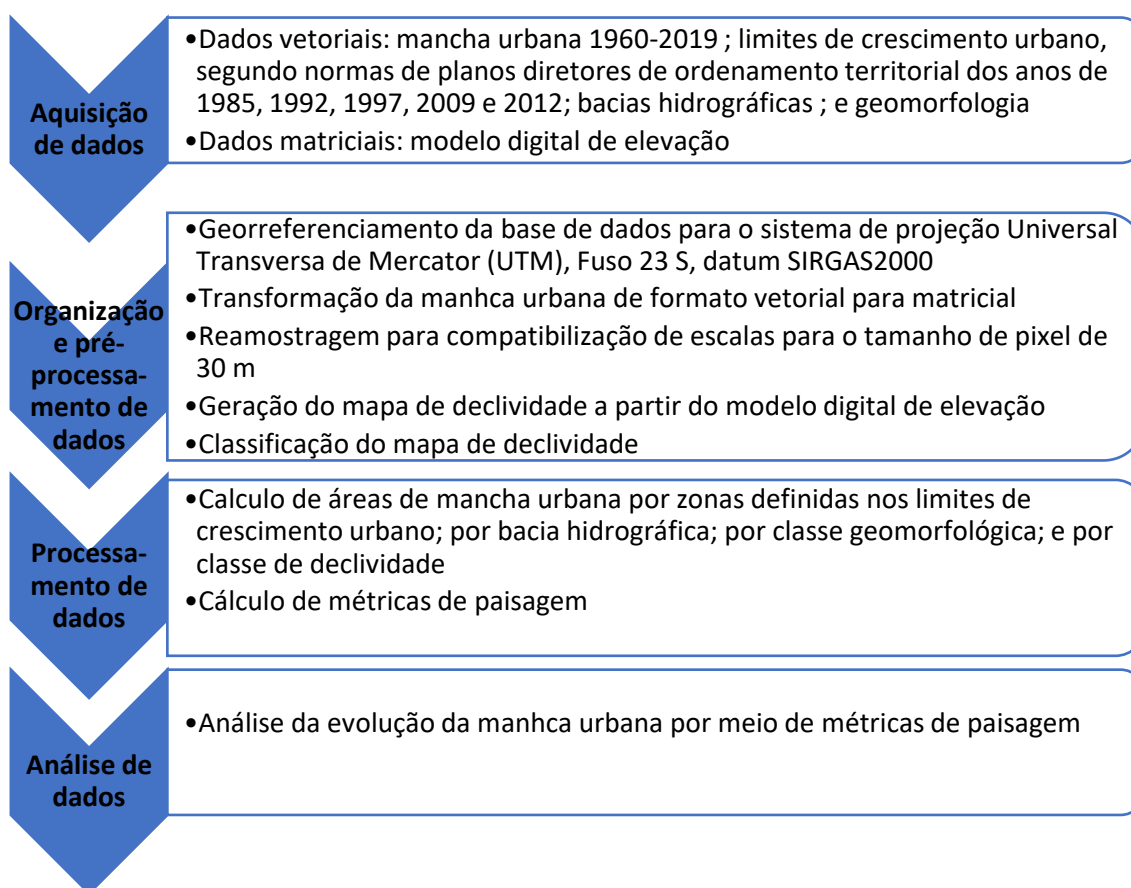 Aquisição
de dados
•Dados vetoriais: mancha urbana 1960-2019 ; limites de crescimento urbano,
segundo normas de planos diretores de ordenamento territorial dos anos de
1985, 1992, 1997, 2009 e 2012; bacias hidrográficas ; e geomorfologia
•Dados matriciais: modelo digital de elevação
Organização
e pré-
processa-
mento de
dados
•Georreferenciamento da base de dados para o sistema de projeção Universal
Transversa de Mercator (UTM), Fuso 23 S, datum SIRGAS2000
•Transformação da manhca urbana de formato vetorial para matricial
•Reamostragem para compatibilização de escalas para o tamanho de pixel de
30 m
•Geração do mapa de declividade a partir do modelo digital de elevação
•Classificação do mapa de declividade
Processa-
mento de
dados
•Calculo de áreas de mancha urbana por zonas definidas nos limites de
crescimento urbano; por bacia hidrográfica; por classe geomorfológica; e por
classe de declividade
•Cálculo de métricas de paisagem
Análise de
dados
•Análise da evolução da manhca urbana por meio de métricas de paisagem